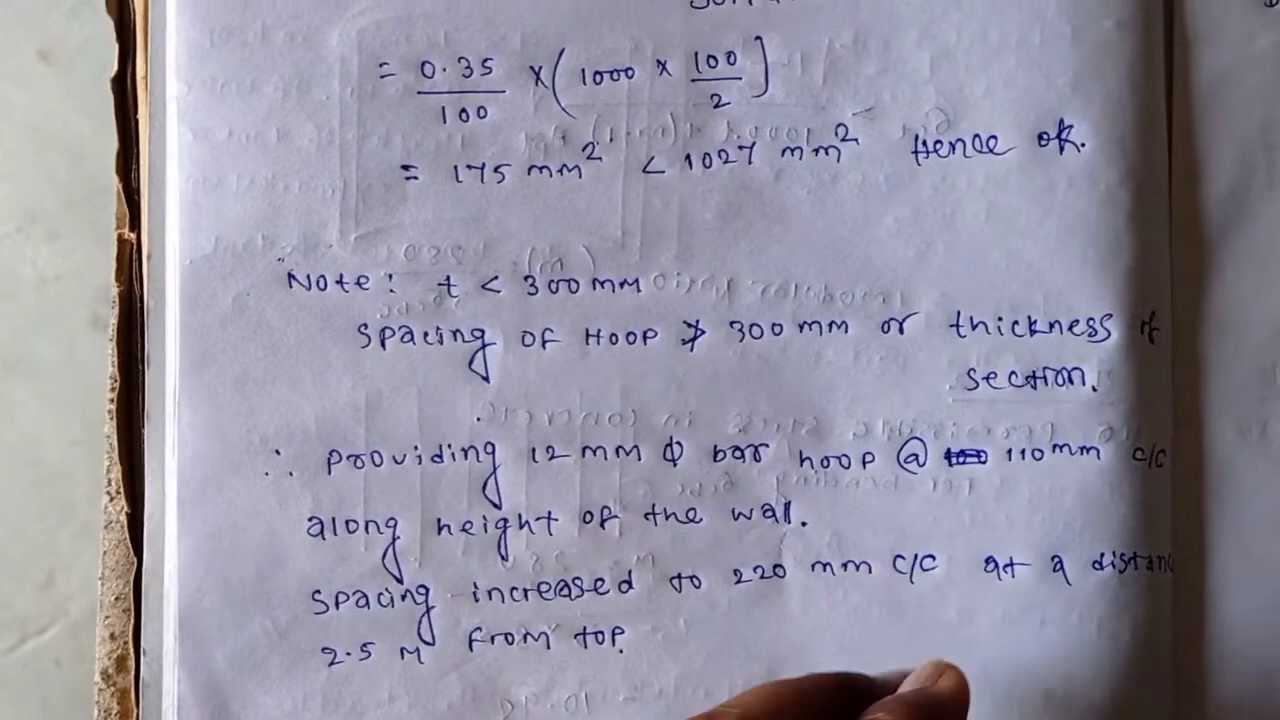 = 0.35/100 × (1000 × 100/2]
= 175 mm² < 1027 mm² Hence ok.
Note: t < 300 mm
spacing of Hoop ≯ 300 mm or thickness of
section.
∴ Providing 12 mm ϕ bar hoop @ 110 mm c/c
along height of the wall.
spacing increased to 220 mm c/c at a distan
2.5 M from top.